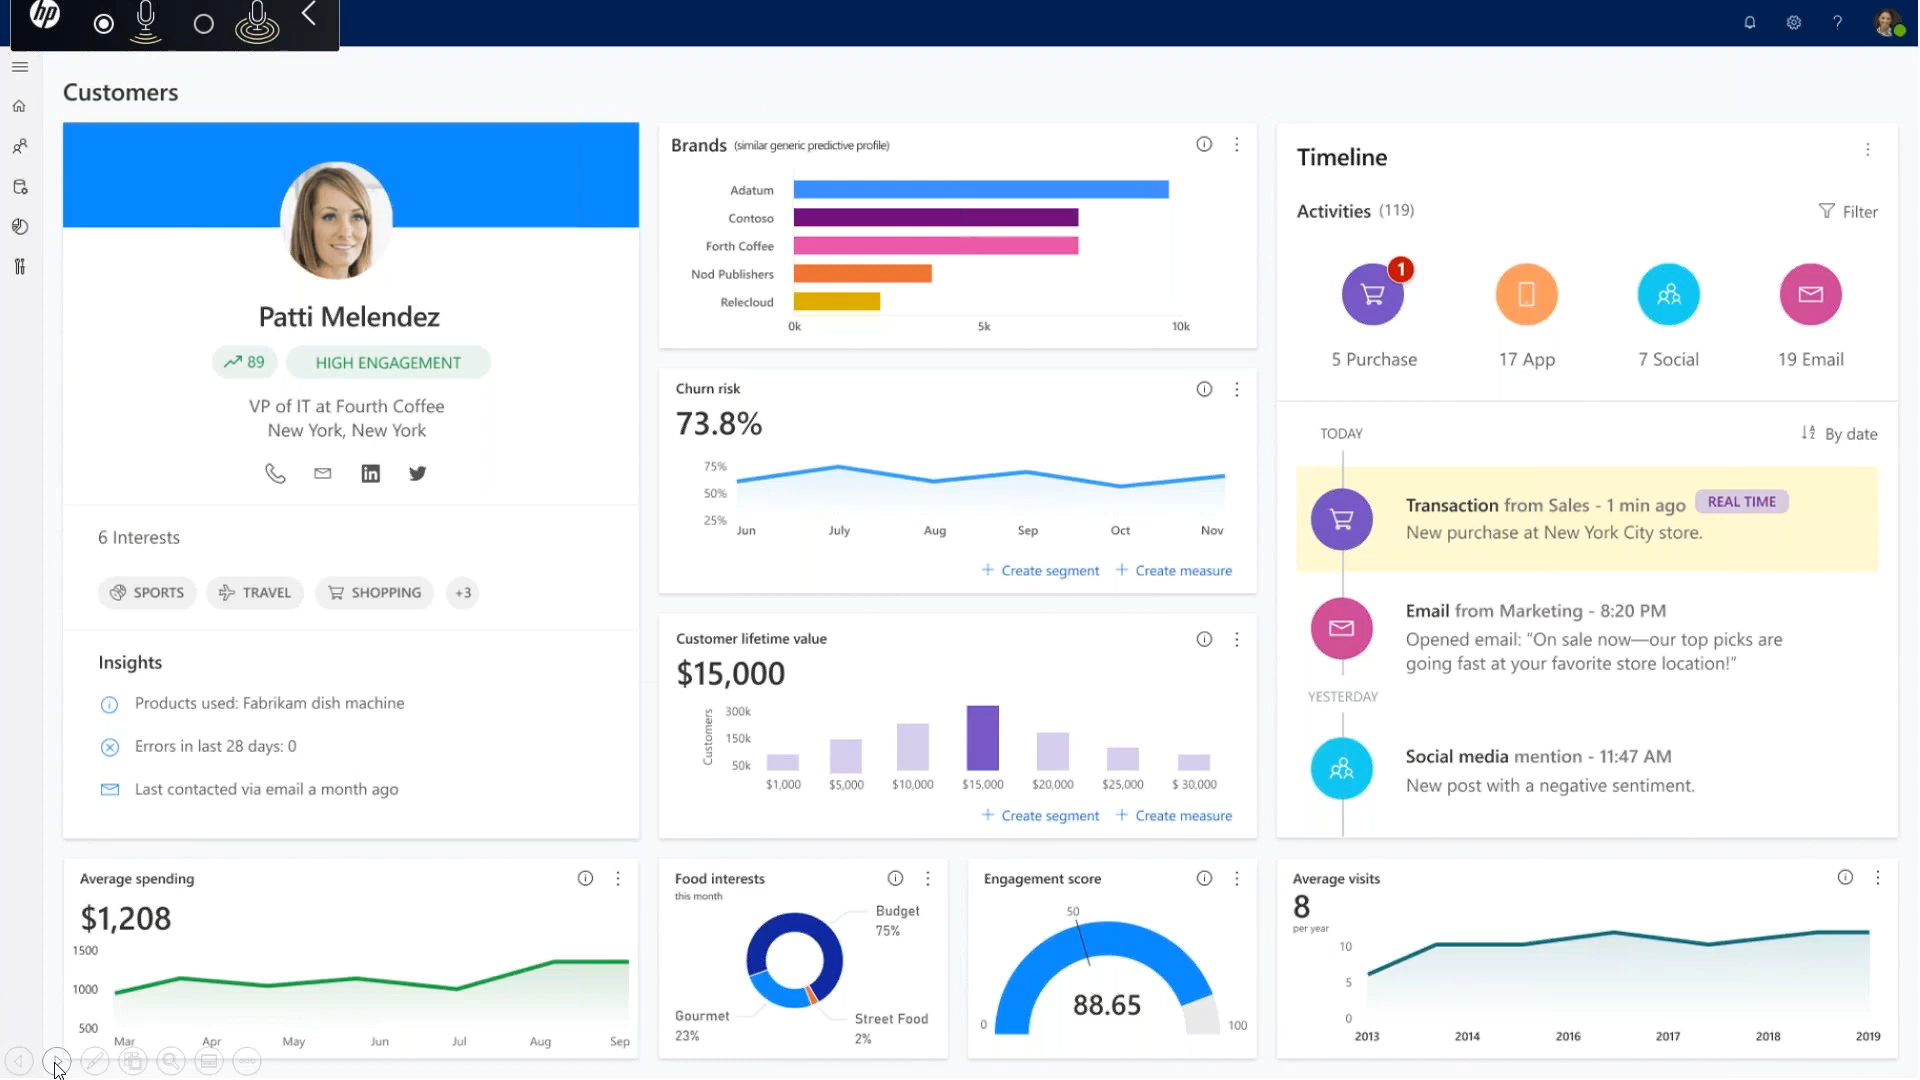 hp
?
Customers
Patti Melendez
89
HIGH ENGAGEMENT
VP of IT at Fourth Coffee
New York, New York
in
6 Interests
SPORTS
TRAVEL
SHOPPING
+3
Insights
Products used: Fabrikam dish machine
Errors in last 28 days: 0
Last contacted via email a month ago
Brands (similar generic predictive profile)
Adatum
Contoso
Forth Coffee
Nod Publishers
Relecloud
0k 5k 10k
Churn risk
73.8%
75%
50%
25%
Jun July Aug Sep Oct Nov
+ Create segment + Create measure
Customer lifetime value
$15,000
Customers
300k
150k
50k
$1,000 $5,000 $10,000 $15,000 $20,000 $25,000 $ 30,000
+ Create segment + Create measure
Timeline
Activities (119)
Filter
1
5 Purchase
17 App
7 Social
19 Email
TODAY
By date
Transaction from Sales - 1 min ago REAL TIME
New purchase at New York City store.
Email from Marketing - 8:20 PM
Opened email: “On sale now—our top picks are
going fast at your favorite store location!”
YESTERDAY
Social media mention - 11:47 AM
New post with a negative sentiment.
Average spending
$1,208
1500
1000
500
Mar Apr May Jun Jul Aug Sep
Food interests
this month
Budget
75%
Gourmet
23%
Street Food
2%
Engagement score
50
0
88.65
100
Average visits
8
per year
10
5
0
2013 2014 2016 2017 2018 2019